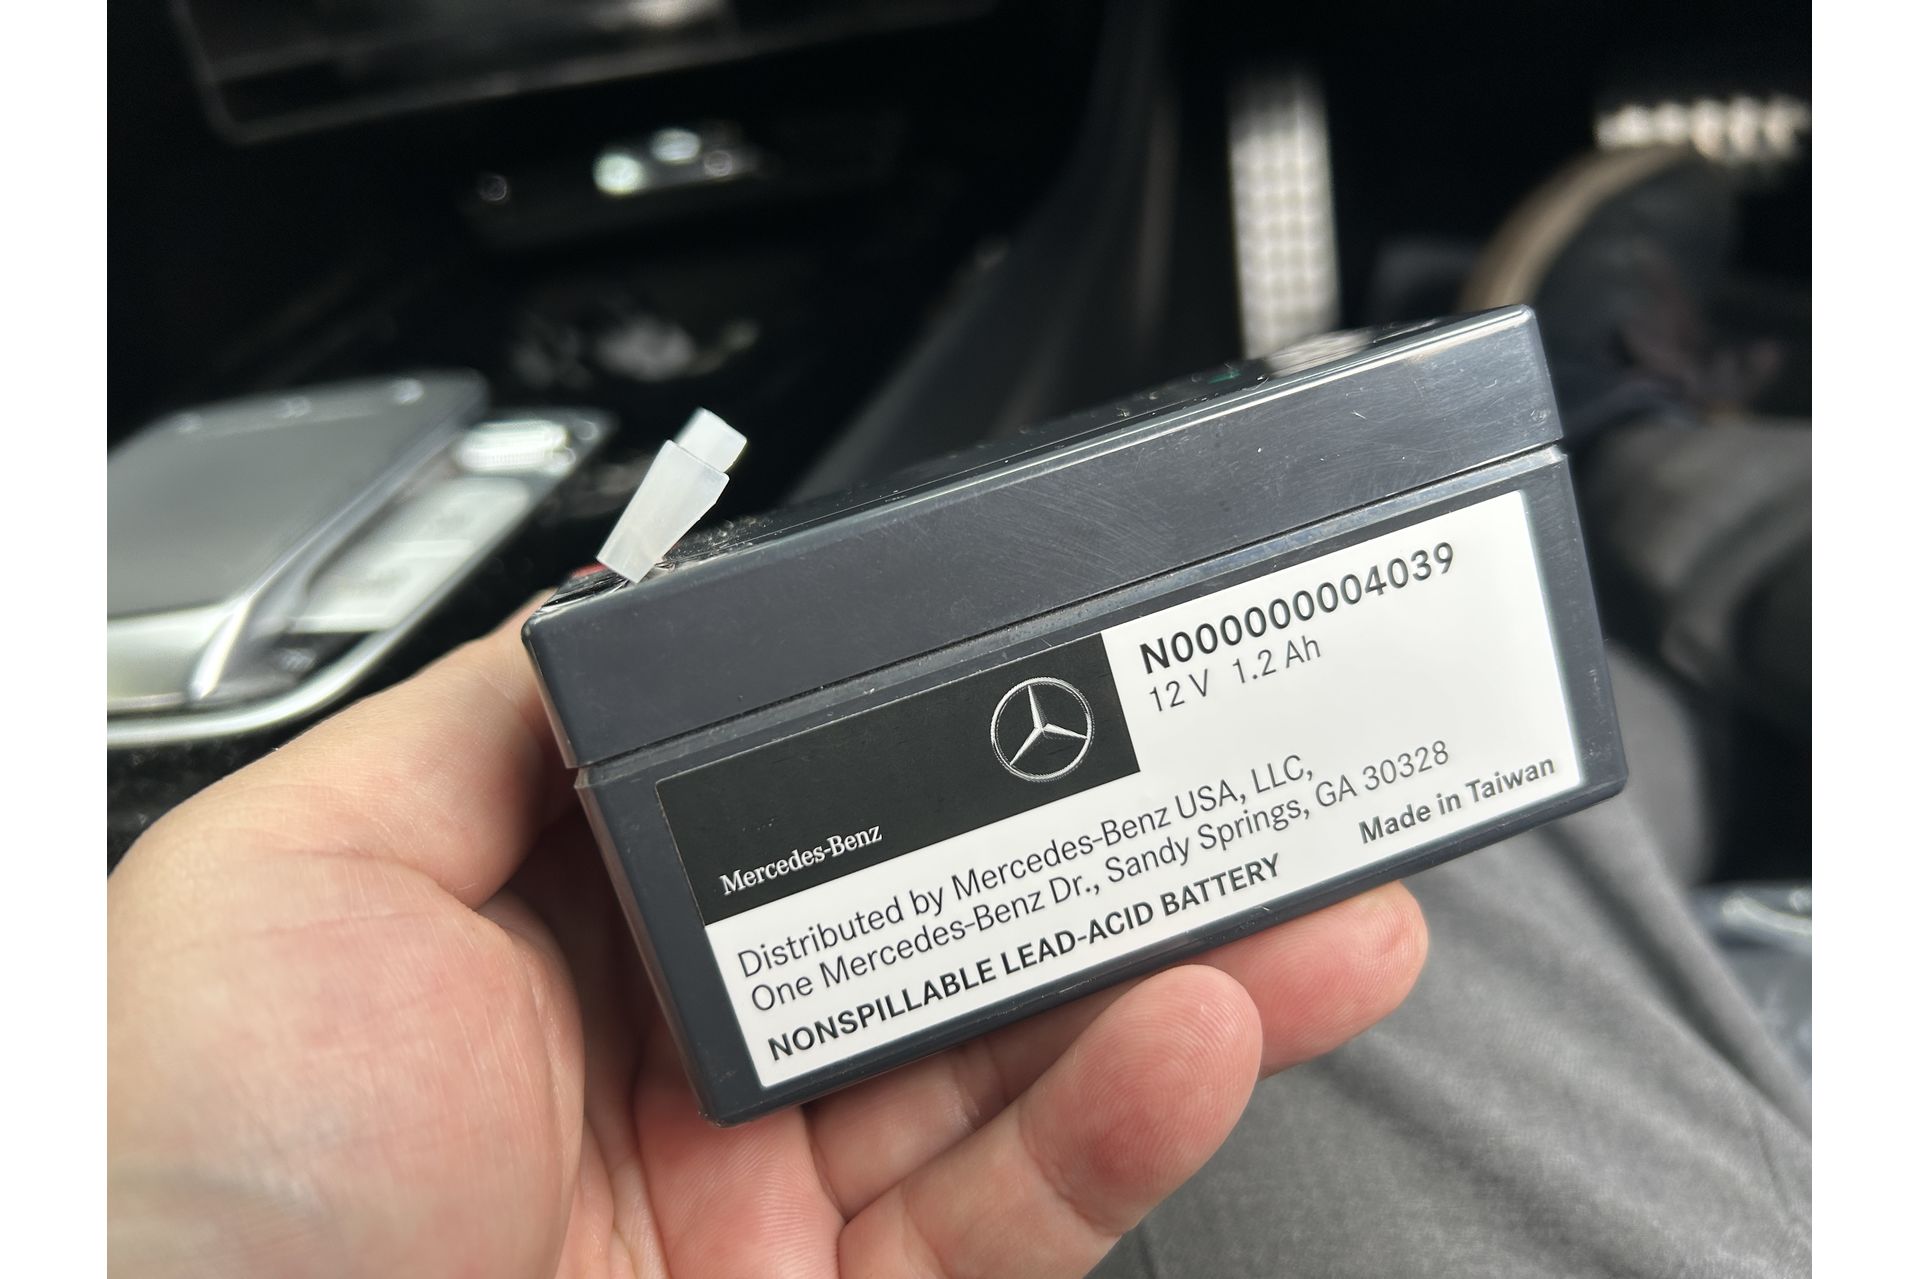 N000000004039
12 V 1.2 Ah
Mercedes-Benz
Distributed by Mercedes-Benz USA, LLC,
One Mercedes-Benz Dr., Sandy Springs, GA 30328
NONSPILLABLE LEAD-ACID BATTERY
Made in Taiwan